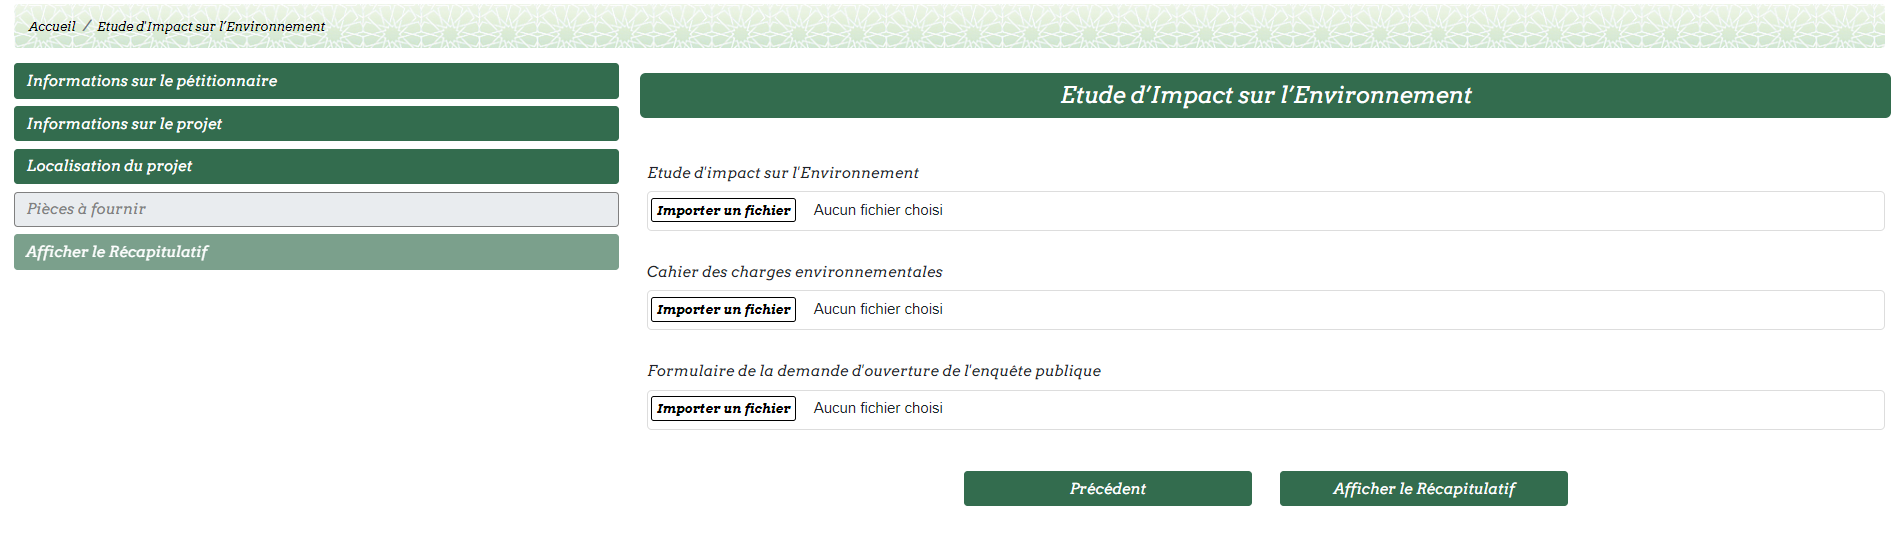 Accueil / Etude d'Impact sur l’Environnement
Informations sur le pétitionnaire
Informations sur le projet
Localisation du projet
Pièces à fournir
Afficher le Récapitulatif
Etude d’Impact sur l’Environnement
Etude d'impact sur l'Environnement
Importer un fichier Aucun fichier choisi
Cahier des charges environnementales
Importer un fichier Aucun fichier choisi
Formulaire de la demande d'ouverture de l'enquête publique
Importer un fichier Aucun fichier choisi
Précédent Afficher le Récapitulatif